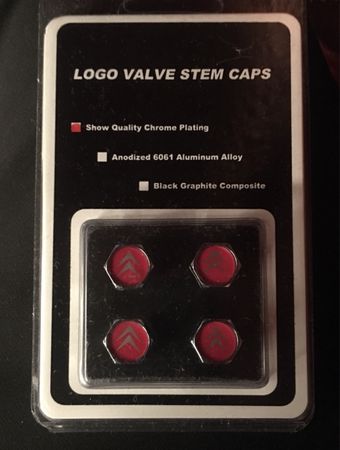 LOGO VALVE STEM CAPS
Show Quality Chrome Plating
Anodized 6061 Aluminum Alloy
Black Graphite Composite